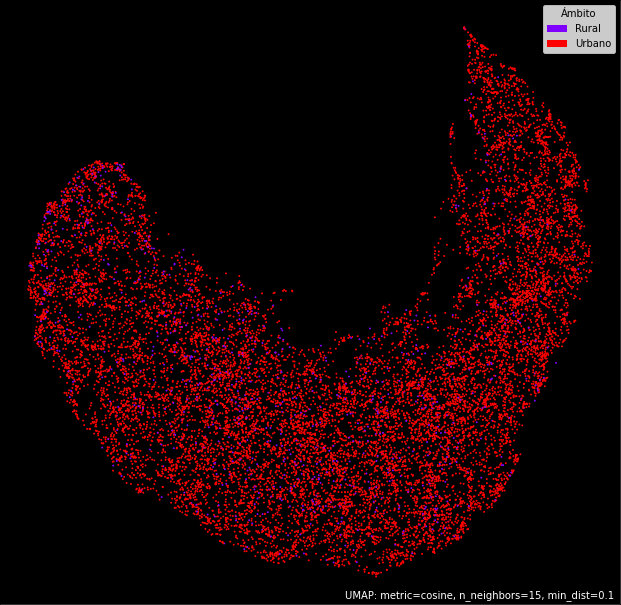 Ámbito
Rural
Urbano
UMAP: metric=cosine, n_neighbors=15, min_dist=0.1